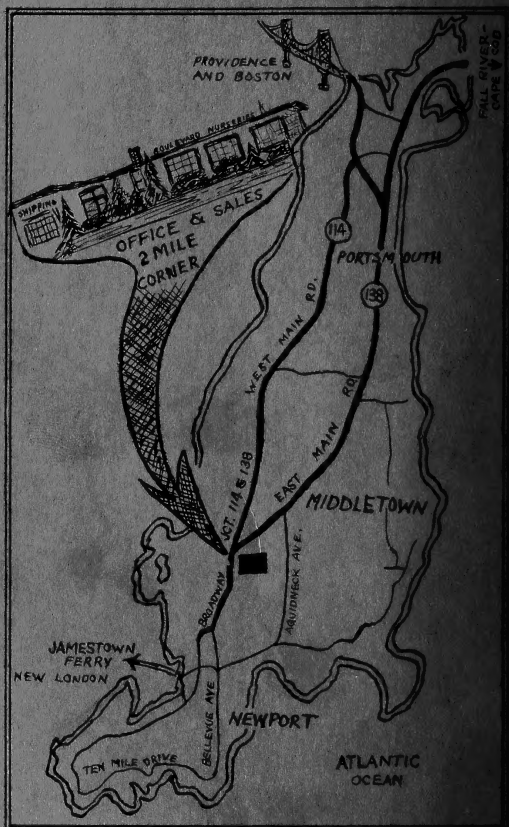 PROVIDENCE
AND BOSTON
FALL RIVER-
CAPE COD
BOULEVARD NURSERIES
SHIPPING
OFFICE & SALES
2 MILE
CORNER
114
PORTSMOUTH
138
WEST MAIN RD.
JCT. 114 & 138
EAST MAIN RD.
MIDDLETOWN
AQUIDNECK AVE.
BROADWAY
JAMESTOWN
FERRY
NEW LONDON
BELLEVUE AVE
NEWPORT
TEN MILE DRIVE
ATLANTIC
OCEAN